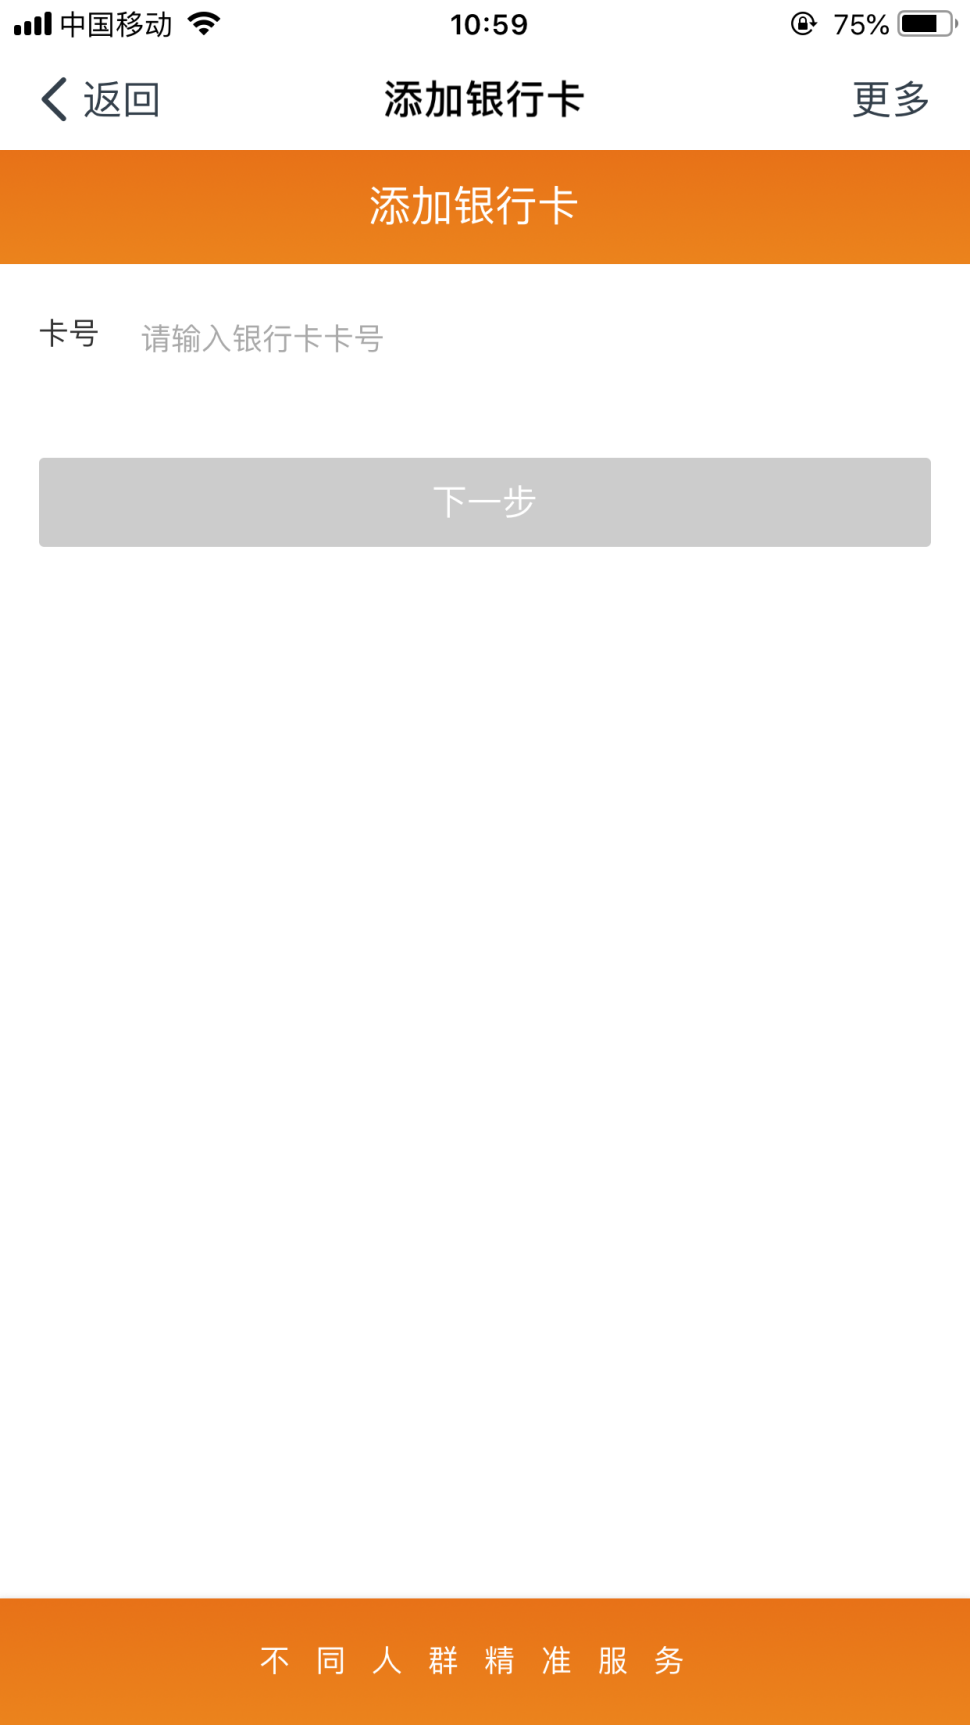 中国移动 10:59 75%
返回 添加银行卡 更多
添加银行卡
卡号 请输入银行卡卡号
下一步
不同人群精准服务